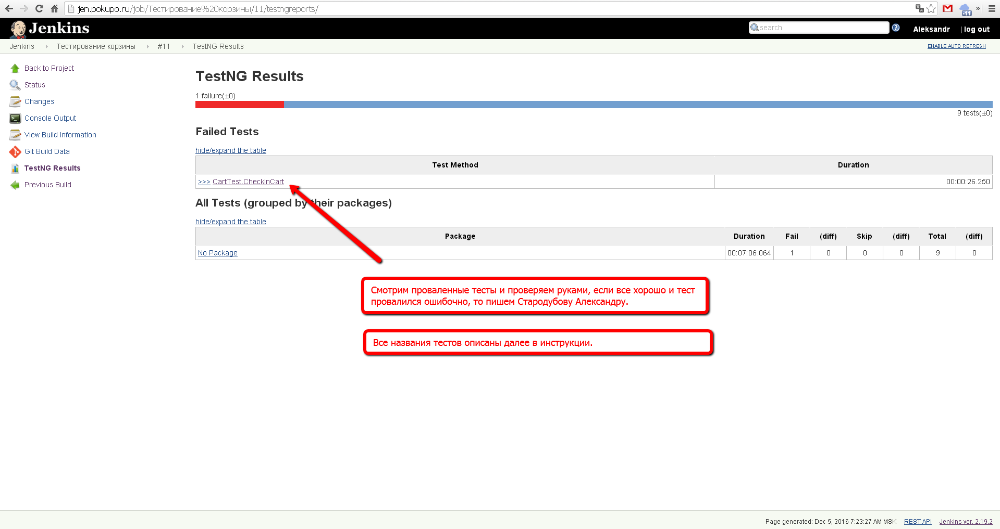 jen.pokupo.ru/job/Тестирование%20корзины/11/testngreports/
»
11
Jenkins
search
?
Aleksandr
| log out
Jenkins
Тестирование корзины
#11
TestNG Results
ENABLE AUTO REFRESH
Back to Project
Status
Changes
Console Output
View Build Information
Git Build Data
TestNG Results
Previous Build
TestNG Results
1 failure(±0)
9 tests(±0)
Failed Tests
hide/expand the table
Test Method Duration
>>> CartTest.CheckInCart 00:00:26.250
All Tests (grouped by their packages)
hide/expand the table
Package Duration Fail (diff) Skip (diff) Total (diff)
No Package 00:07:06.064 1 0 0 0 9 0
Смотрим проваленные тесты и проверяем руками, если все хорошо и тест
провалился ошибочно, то пишем Стародубову Александру.
Все названия тестов описаны далее в инструкции.
Page generated: Dec 5, 2016 7:23:27 AM MSK REST API Jenkins ver. 2.19.2